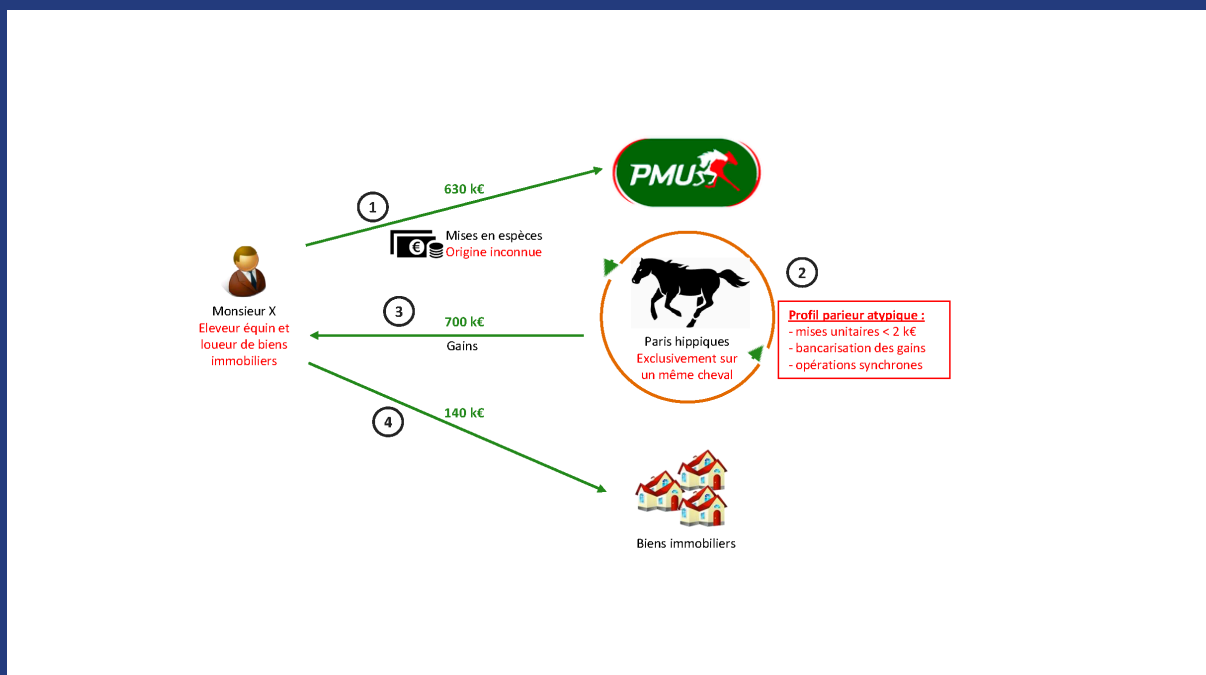 PMU
1
630 k€
Mises en espèces
Origine inconnue
€
Monsieur X
Eleveur équin et
loueur de biens
immobiliers
2
Paris hippiques
Exclusivement sur
un même cheval
Profil parieur atypique :
- mises unitaires < 2 k€
- bancarisation des gains
- opérations synchrones
3
700 k€
Gains
4
140 k€
Biens immobiliers